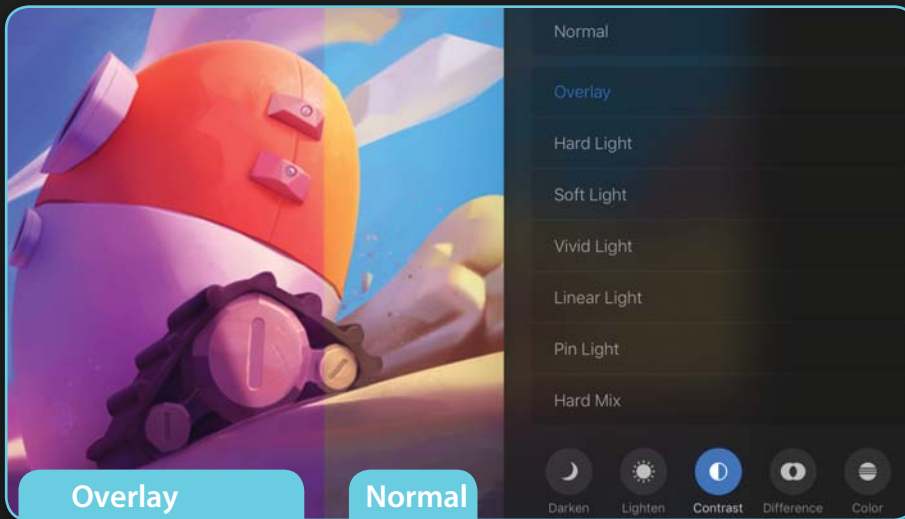 Normal
Overlay
Hard Light
Soft Light
Vivid Light
Linear Light
Pin Light
Hard Mix
Darken Lighten Contrast Difference Color
Overlay Normal